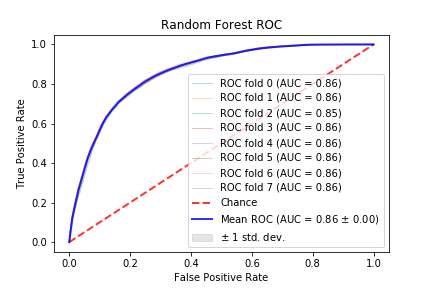 Random Forest ROC
True Positive Rate
1.0
0.8
0.6
0.4
0.2
0.0
ROC fold 0 (AUC = 0.86)
ROC fold 1 (AUC = 0.86)
ROC fold 2 (AUC = 0.85)
ROC fold 3 (AUC = 0.86)
ROC fold 4 (AUC = 0.86)
ROC fold 5 (AUC = 0.86)
ROC fold 6 (AUC = 0.86)
ROC fold 7 (AUC = 0.86)
Chance
Mean ROC (AUC = 0.86 ± 0.00)
± 1 std. dev.
0.0 0.2 0.4 0.6 0.8 1.0
False Positive Rate